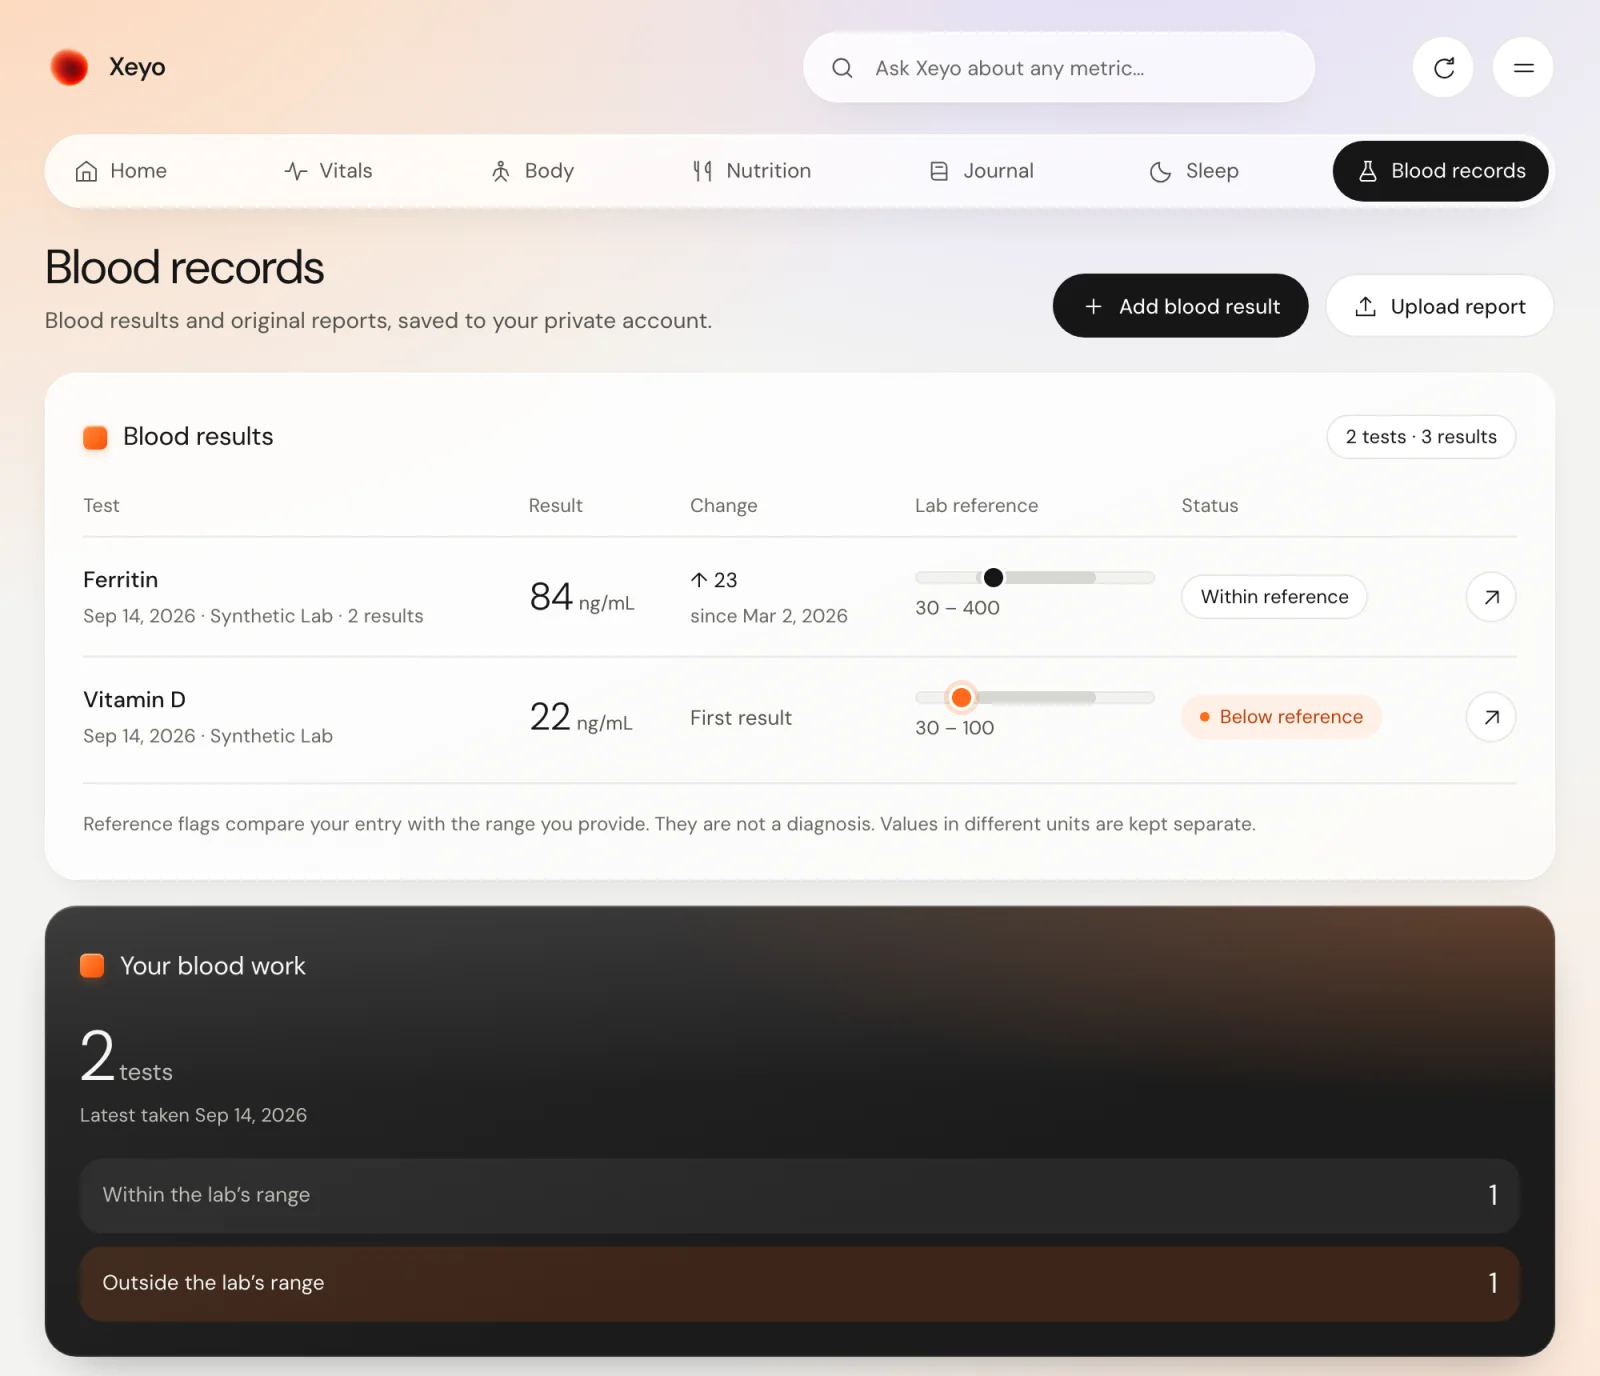 Xeyo
Ask Xeyo about any metric...
Home
Vitals
Body
Nutrition
Journal
Sleep
Blood records
Blood records
Blood results and original reports, saved to your private account.
Add blood result
Upload report
Blood results
2 tests · 3 results
Test
Result
Change
Lab reference
Status
Ferritin
Sep 14, 2026 · Synthetic Lab · 2 results
84 ng/mL
↑ 23
since Mar 2, 2026
30 – 400
Within reference
Vitamin D
Sep 14, 2026 · Synthetic Lab
22 ng/mL
First result
30 – 100
Below reference
Reference flags compare your entry with the range you provide. They are not a diagnosis. Values in different units are kept separate.
Your blood work
2 tests
Latest taken Sep 14, 2026
Within the lab’s range
1
Outside the lab’s range
1